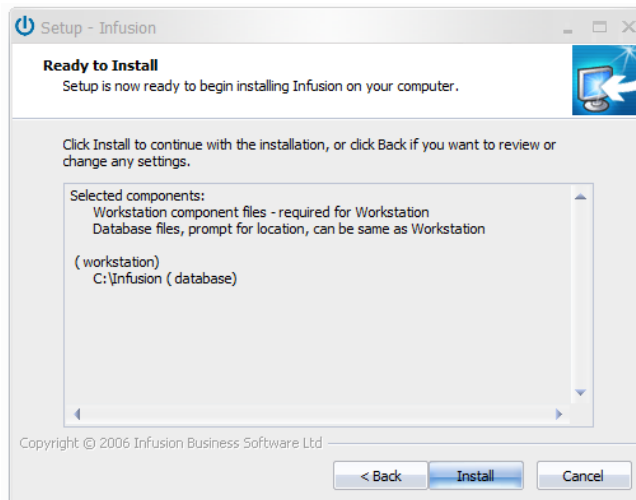 Setup - Infusion
Ready to Install
Setup is now ready to begin installing Infusion on your computer.
Click Install to continue with the installation, or click Back if you want to review or
change any settings.
Selected components:
Workstation component files - required for Workstation
Database files, prompt for location, can be same as Workstation
( workstation)
C:\Infusion ( database)
Copyright © 2006 Infusion Business Software Ltd
< Back
Install
Cancel